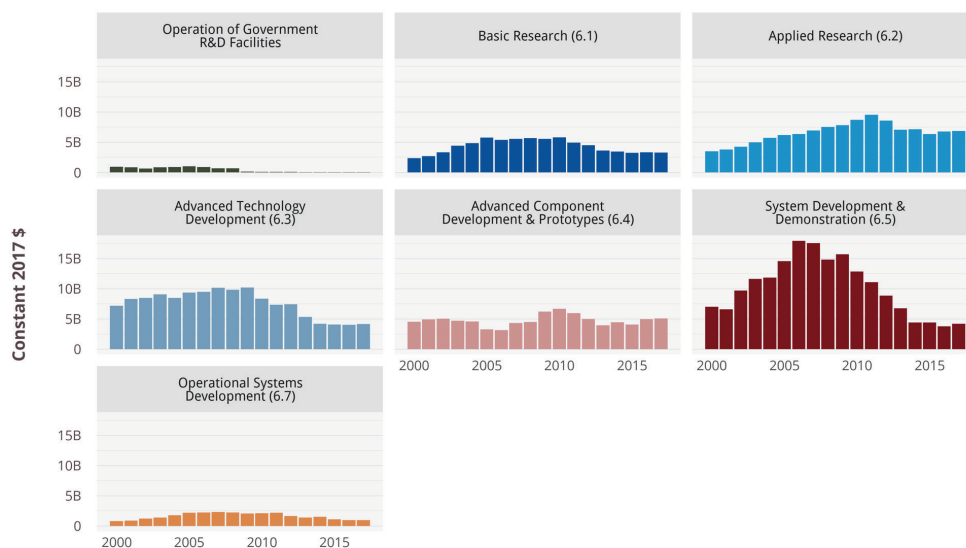 Operation of Government
R&D Facilities
Basic Research (6.1)
Applied Research (6.2)
15B
10B
5B
0
Advanced Technology
Development (6.3)
Advanced Component
Development & Prototypes (6.4)
System Development &
Demonstration (6.5)
Constant 2017 $
15B
10B
5B
0
2000 2005 2010 2015
2000 2005 2010 2015
Operational Systems
Development (6.7)
15B
10B
5B
0
2000 2005 2010 2015